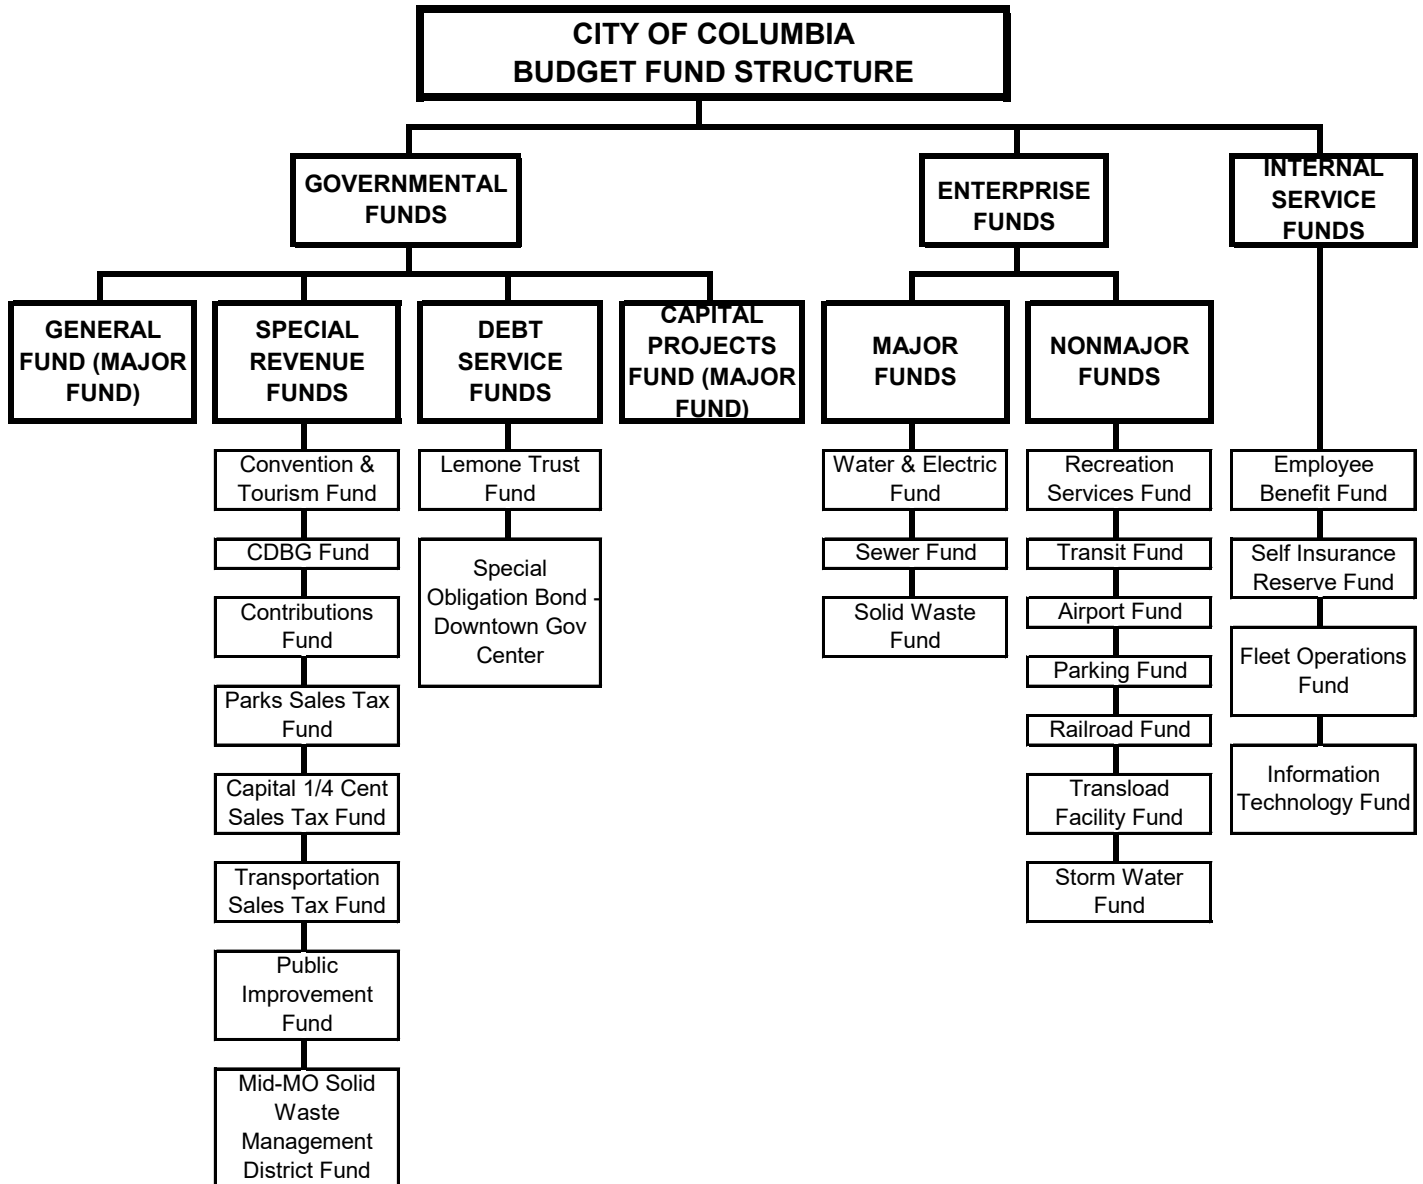 CITY OF COLUMBIA
BUDGET FUND STRUCTURE
GOVERNMENTAL
FUNDS
ENTERPRISE
FUNDS
INTERNAL
SERVICE
FUNDS
GENERAL
FUND (MAJOR
FUND)
SPECIAL
REVENUE
FUNDS
DEBT
SERVICE
FUNDS
CAPITAL
PROJECTS
FUND (MAJOR
FUND)
MAJOR
FUNDS
NONMAJOR
FUNDS
Convention &
Tourism Fund
CDBG Fund
Contributions
Fund
Parks Sales Tax
Fund
Capital 1/4 Cent
Sales Tax Fund
Transportation
Sales Tax Fund
Public
Improvement
Fund
Mid-MO Solid
Waste
Management
District Fund
Lemone Trust
Fund
Special
Obligation Bond -
Downtown Gov
Center
Water & Electric
Fund
Sewer Fund
Solid Waste
Fund
Recreation
Services Fund
Transit Fund
Airport Fund
Parking Fund
Railroad Fund
Transload
Facility Fund
Storm Water
Fund
Employee
Benefit Fund
Self Insurance
Reserve Fund
Fleet Operations
Fund
Information
Technology Fund